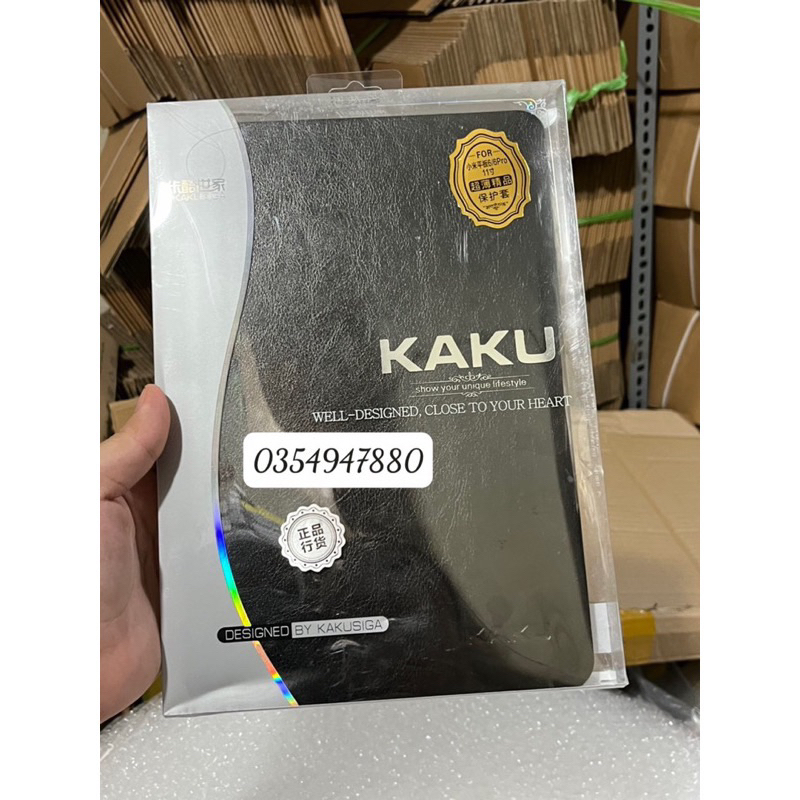 卡酷世家
KAKU
FOR
小米平板6/6Pro
11寸
超薄精品
保护套
KAKU
show your unique lifestyle
WELL-DESIGNED, CLOSE TO YOUR HEART
0354947880
正品
行货
DESIGNED BY KAKUSIGA